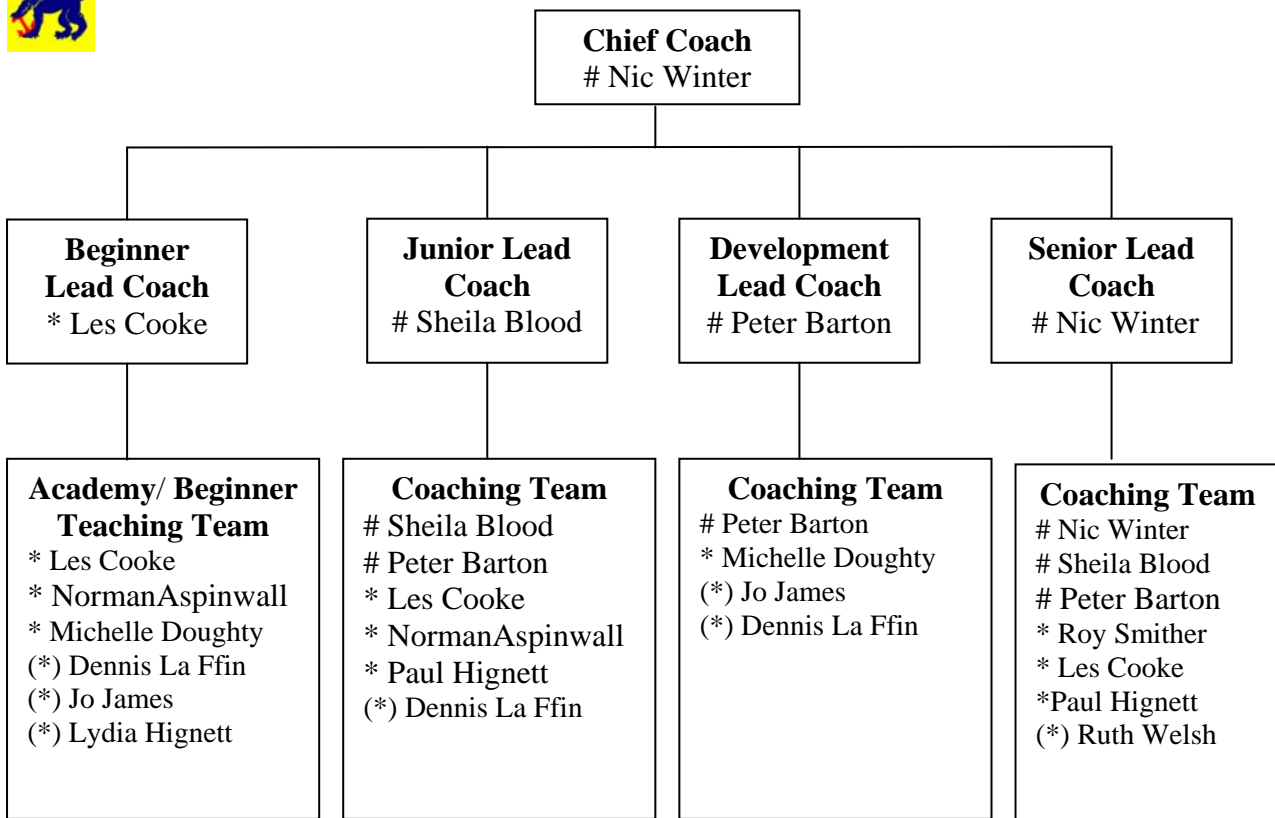 Chief Coach
# Nic Winter
Beginner
Lead Coach
* Les Cooke
Junior Lead
Coach
# Sheila Blood
Development
Lead Coach
# Peter Barton
Senior Lead
Coach
# Nic Winter
Academy/ Beginner
Teaching Team
* Les Cooke
* NormanAspinwall
* Michelle Doughty
(*) Dennis La Ffin
(*) Jo James
(*) Lydia Hignett
Coaching Team
# Sheila Blood
# Peter Barton
* Les Cooke
* NormanAspinwall
* Paul Hignett
(*) Dennis La Ffin
Coaching Team
# Peter Barton
* Michelle Doughty
(*) Jo James
(*) Dennis La Ffin
Coaching Team
# Nic Winter
# Sheila Blood
# Peter Barton
* Roy Smither
* Les Cooke
*Paul Hignett
(*) Ruth Welsh